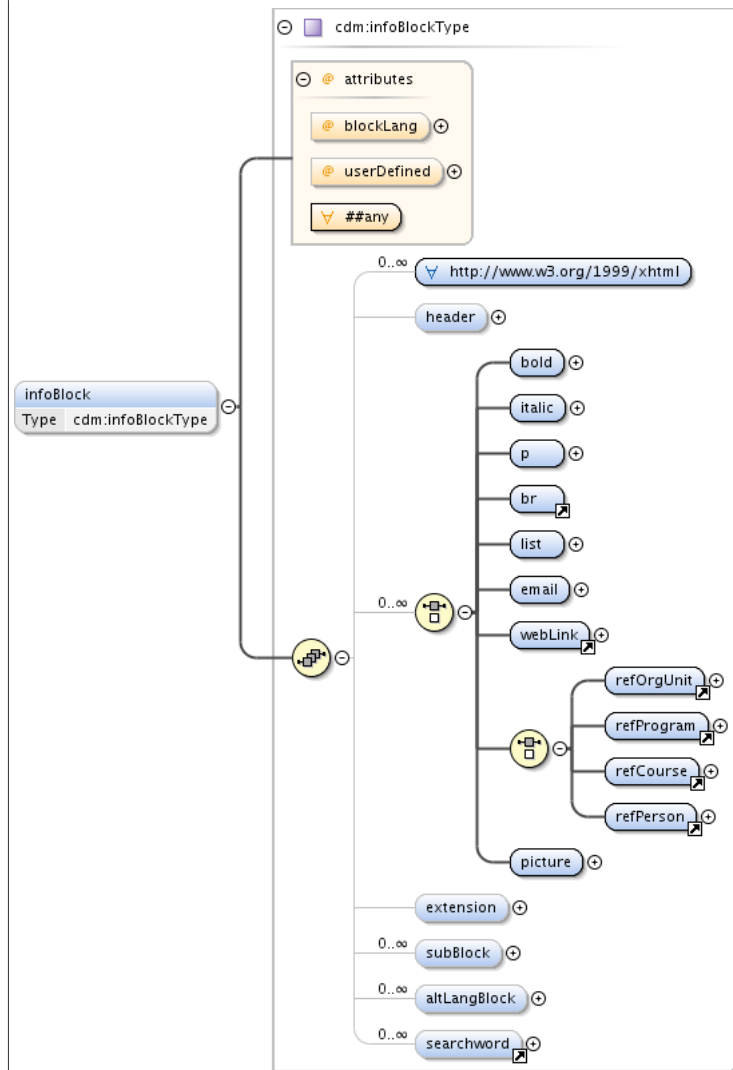 cdm:infoBlockType
@ attributes
@ blockLang
@ userDefined
∀ ##any
0..∞
∀ http://www.w3.org/1999/xhtml
header
bold
infoBlock
Type cdm:infoBlockType
italic
p
br
list
email
0..∞
webLink
refOrgUnit
refProgram
refCourse
refPerson
picture
extension
0..∞
subBlock
0..∞
altLangBlock
0..∞
searchword